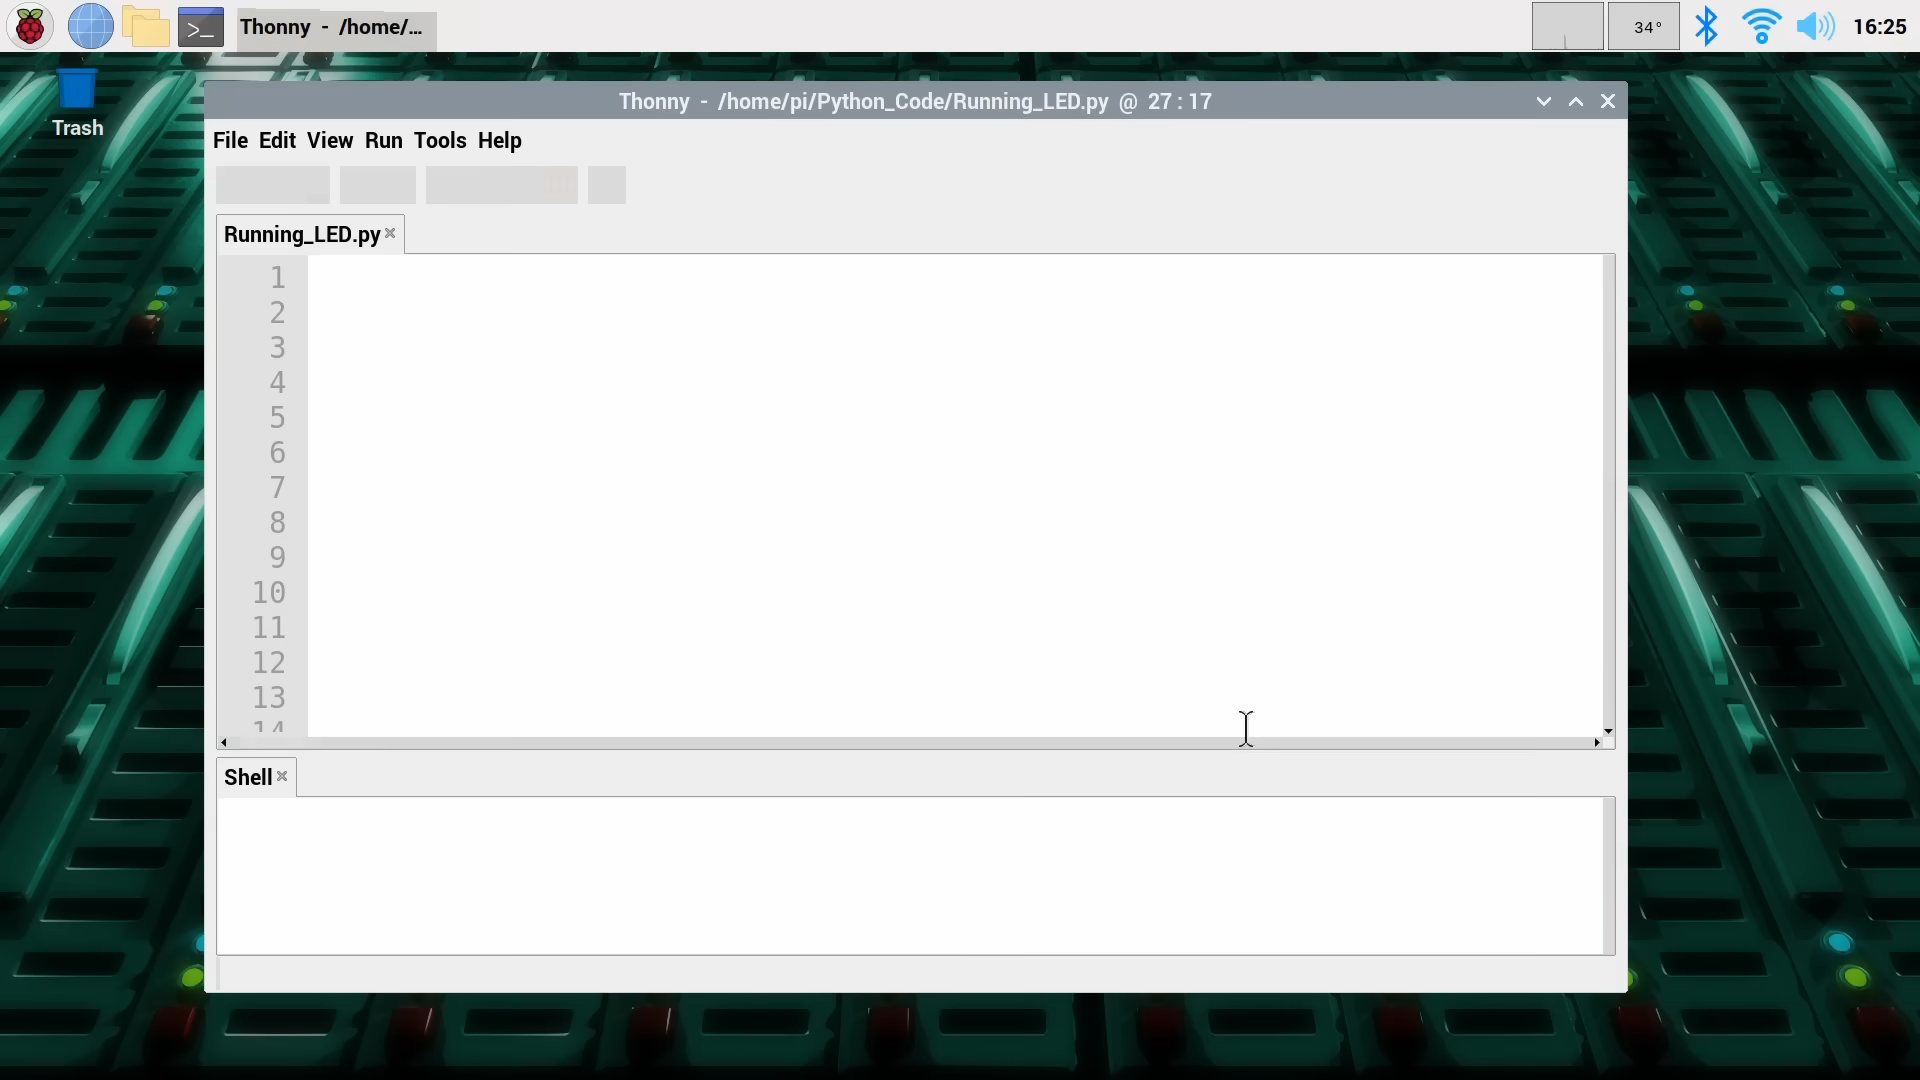 Thonny - /home/...
34°
16:25
Trash
Thonny - /home/pi/Python_Code/Running_LED.py @ 27 : 17
File Edit View Run Tools Help
Running_LED.py
1
2
3
4
5
6
7
8
9
10
11
12
13
14
Shell